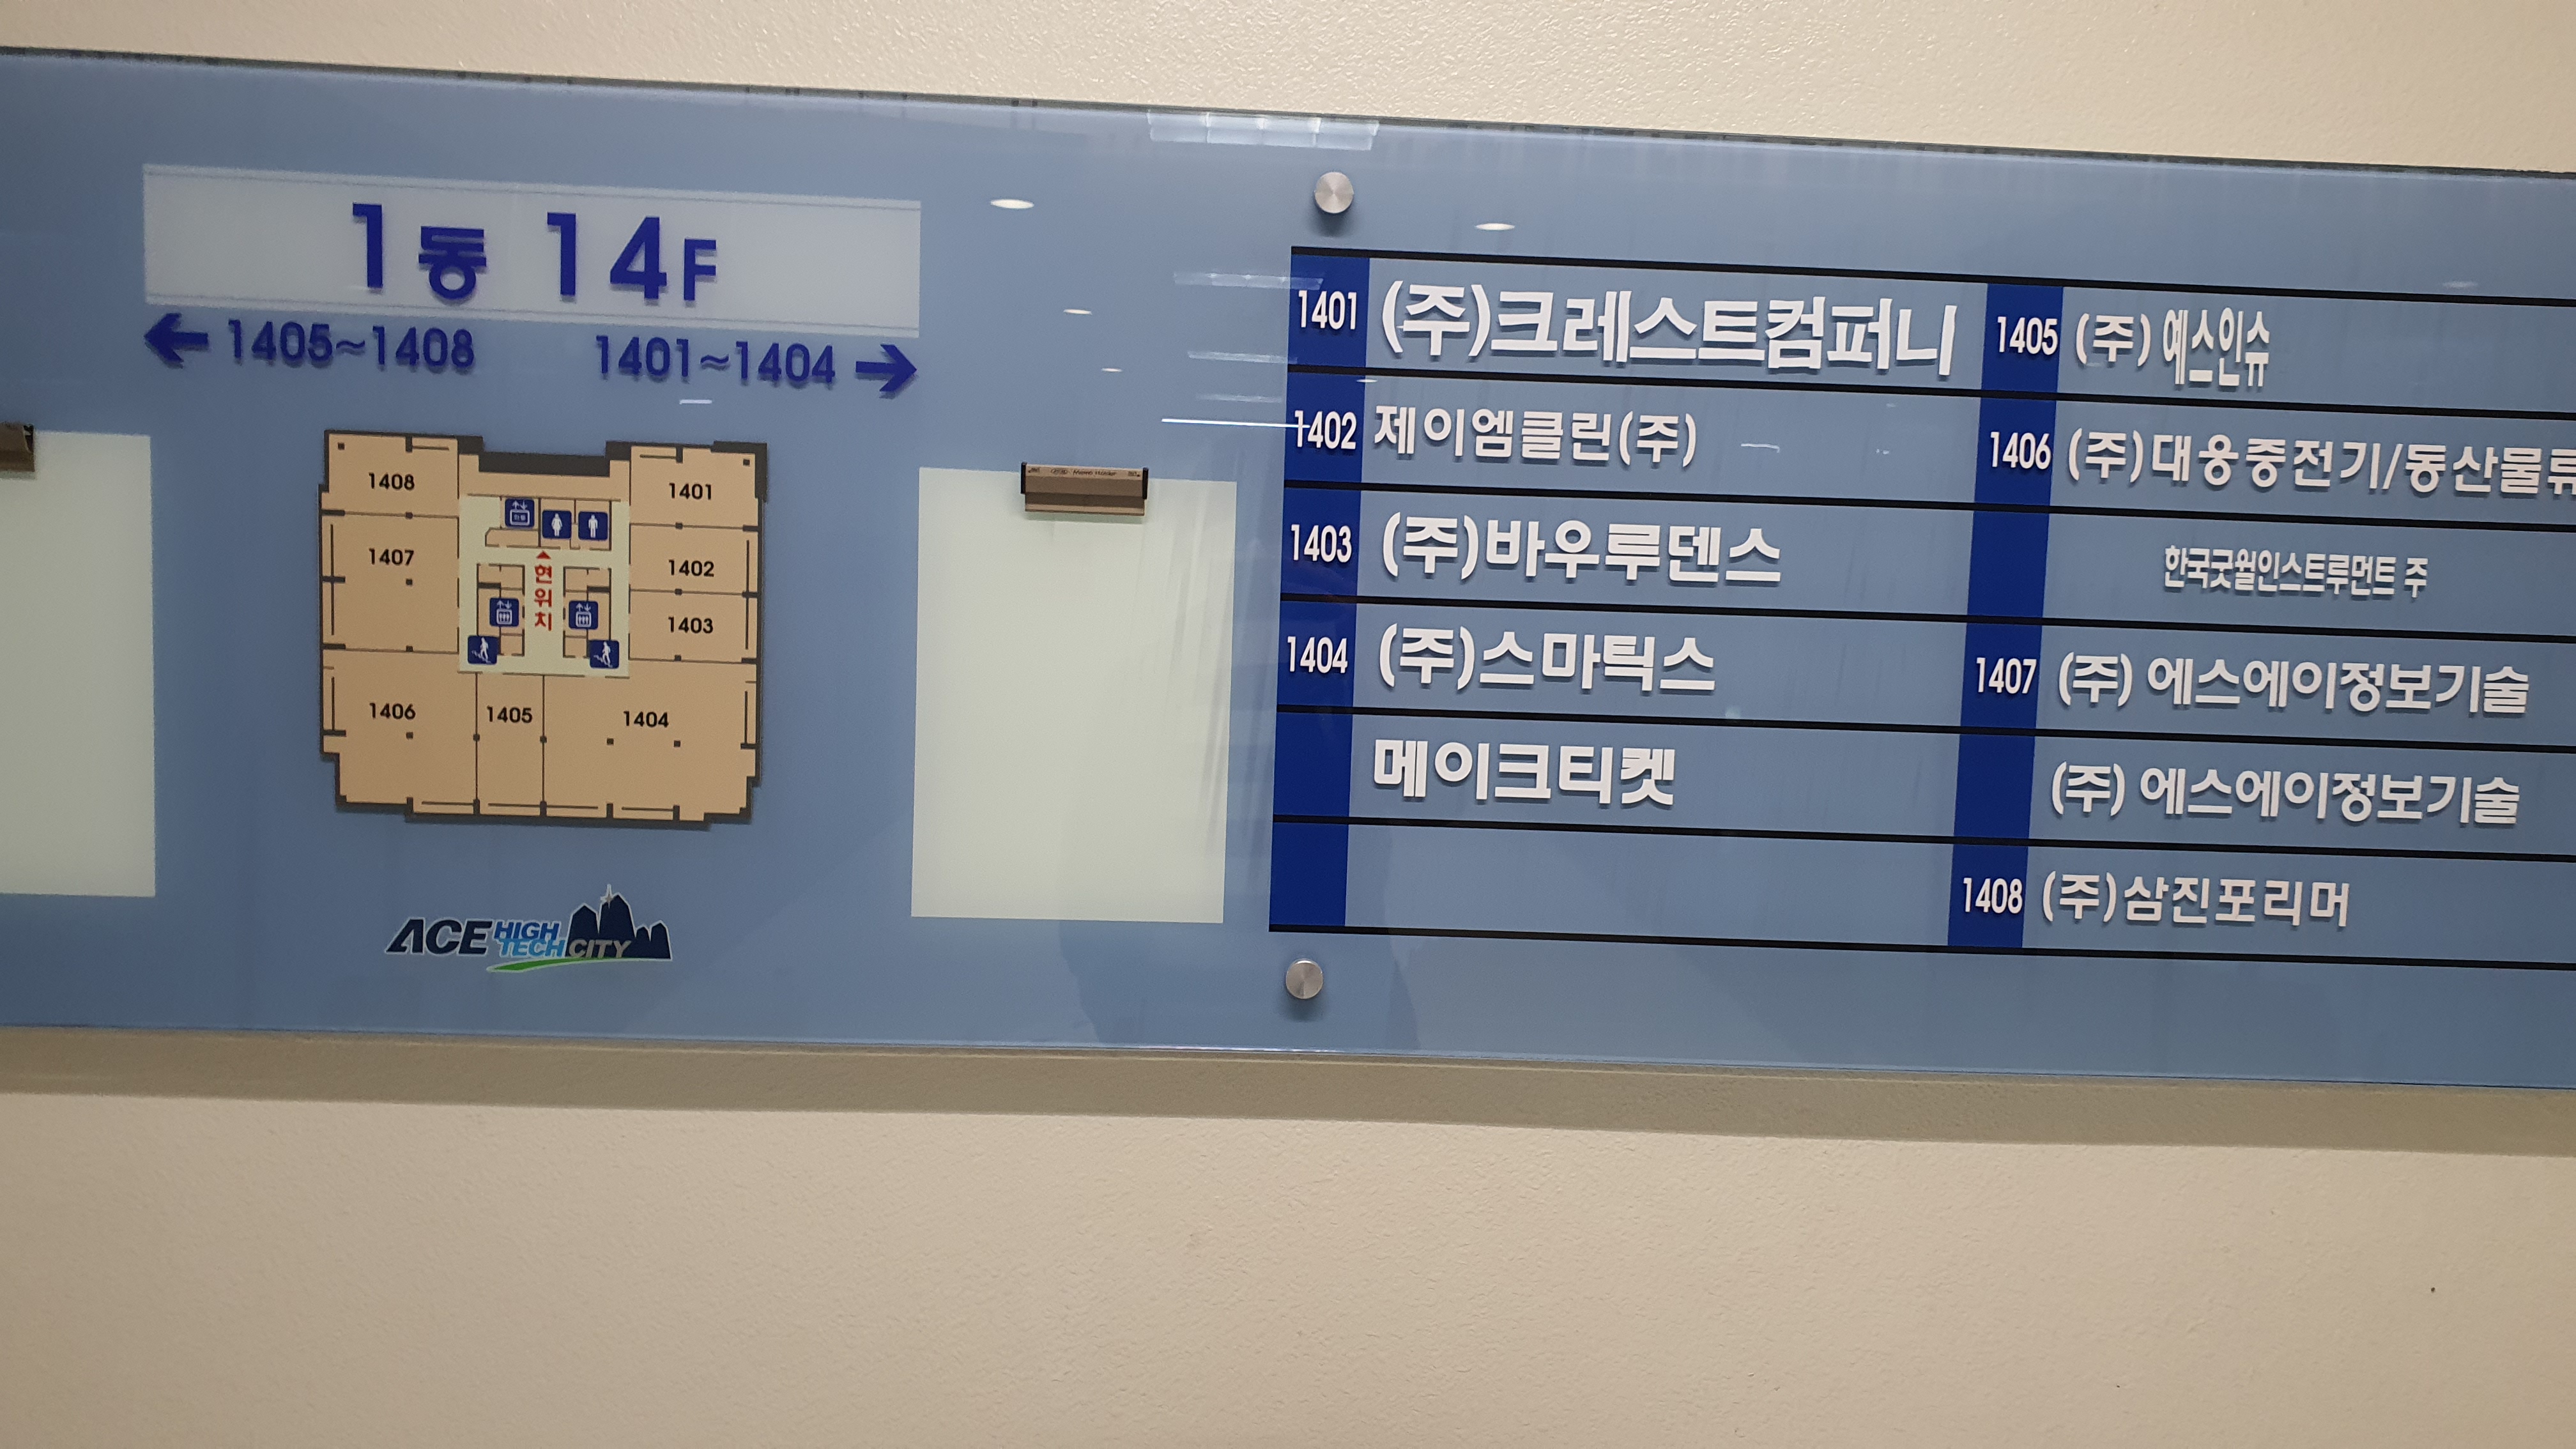 1동 14F
← 1405~1408
1401~1404 →
1408
1401
1407
1402
현위치
1403
1406
1405
1404
ACE HIGH TECH CITY
1401 (주)크레스트컴퍼니
1402 제이엠클린(주)
1403 (주)바우루덴스
1404 (주)스마틱스
메이크티켓
1405 (주) 예스인슈
1406 (주)대용중전기/동산물류
한국굿윌인스트루먼트 주
1407 (주) 에스에이정보기술
(주) 에스에이정보기술
1408 (주)삼진포리머